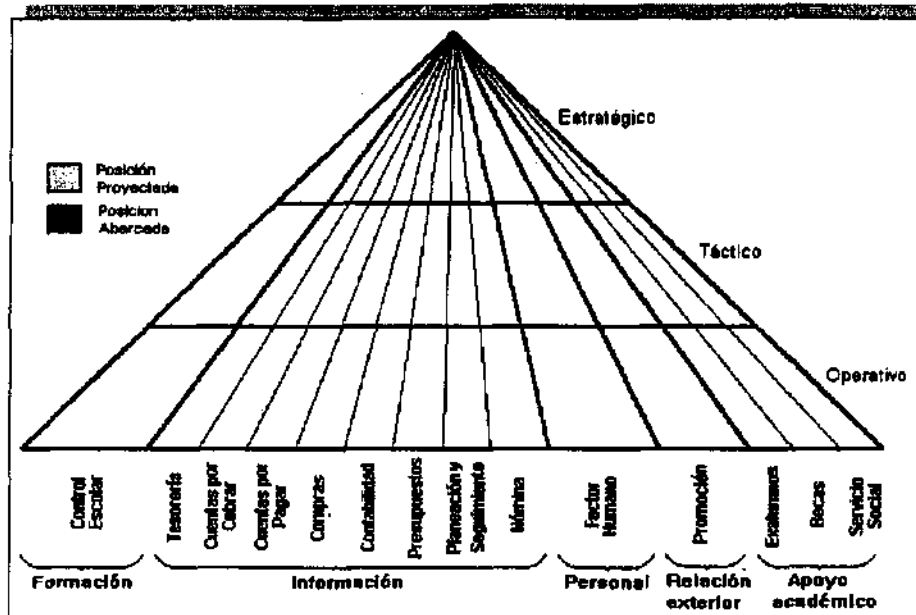 Estratégico
Posición
Proyectada
Posicion
Abarcada
Táctico
Operativo
Control
Escolar
Tesorería
Cuentas por
Cobrar
Cuentas por
Pagar
Compras
Contabilidad
Presupuestos
Planeación y
Seguimiento
Nómina
Factor
Humano
Promoción
Exalumnos
Becas
Servicio
Social
Formación
Información
Personal
Relación
exterior
Apoyo
académico